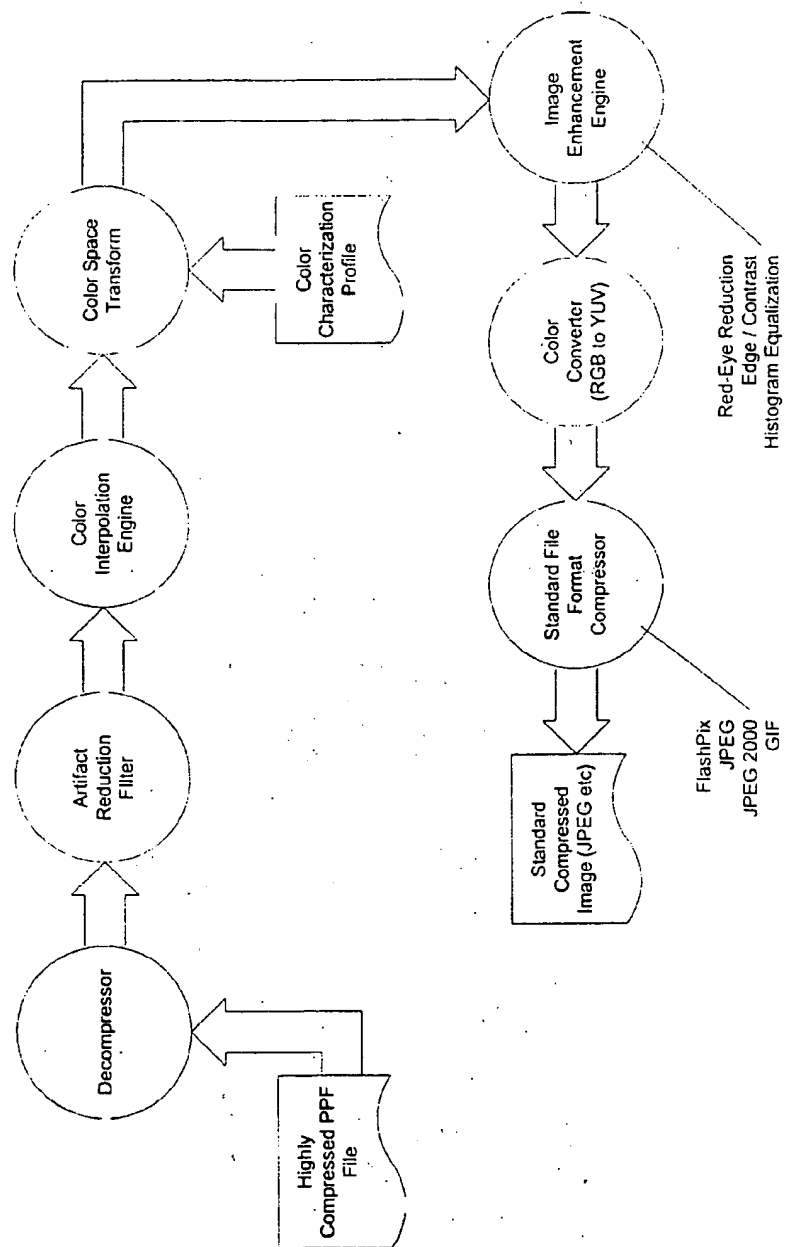 Highly
Compressed PPF
File
Decompressor
Artifact
Reduction
Filter
Color
Interpolation
Engine
Color Space
Transform
Color
Characterization
Profile
Image
Enhancement
Engine
Red-Eye Reduction
Edge / Contrast
Histogram Equalization
Color
Converter
(RGB to YUV)
Standard File
Format
Compressor
FlashPix
JPEG
JPEG 2000
GIF
Standard
Compressed
Image (JPEG etc)